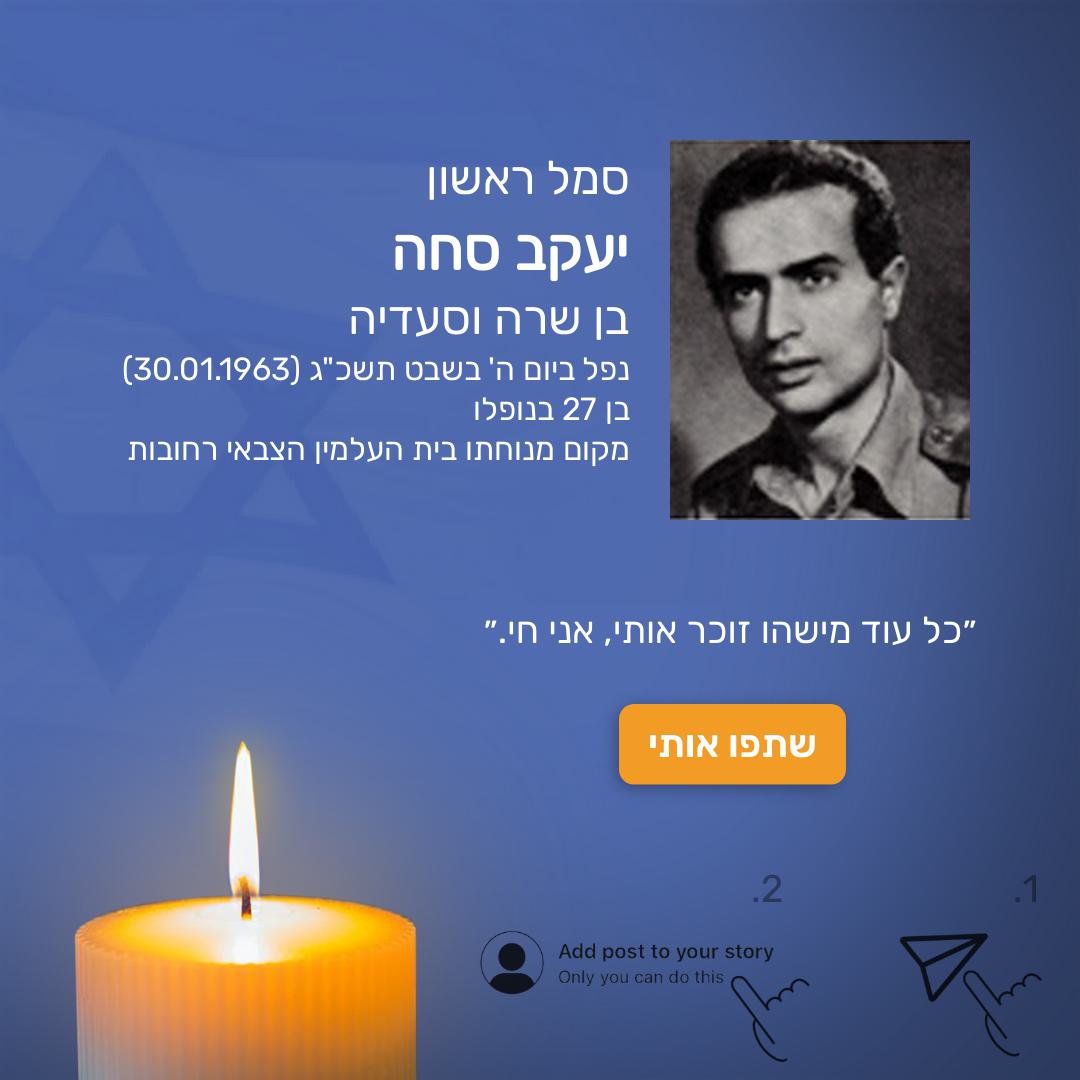 סמל ראשון
יעקב סחה
בן שרה וסעדיה
נפל ביום ה' בשבט תשכ"ג (30.01.1963)
בן 27 בנופלו
מקום מנוחתו בית העלמין הצבאי רחובות
״כל עוד מישהו זוכר אותי, אני חי.״
שתפו אותי
1.
2.
Add post to your story
Only you can do this